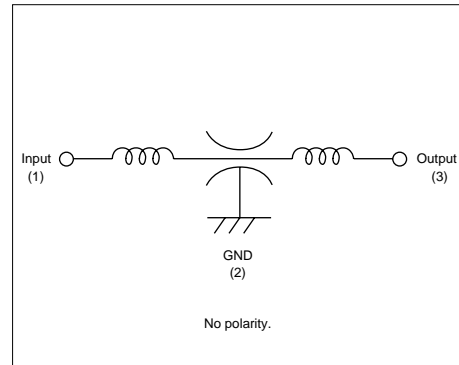 Input
(1)
Output
(3)
GND
(2)
No polarity.